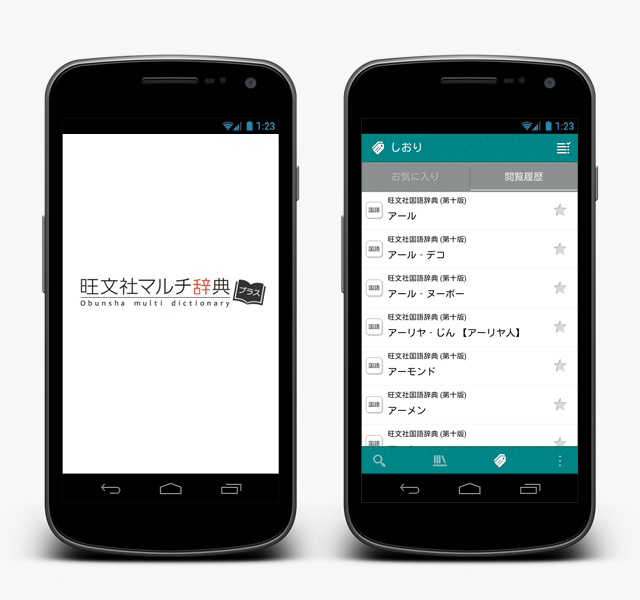 1:23
旺文社マルチ辞典
プラス
Obunsha multi dictionary
1:23
しおり
お気に入り
閲覧履歴
国語
旺文社国語辞典 (第十版)
アール
国語
旺文社国語辞典 (第十版)
アール・デコ
国語
旺文社国語辞典 (第十版)
アール・ヌーボー
国語
旺文社国語辞典 (第十版)
アーリヤ・じん 【アーリヤ人】
国語
旺文社国語辞典 (第十版)
アーモンド
国語
旺文社国語辞典 (第十版)
アーメン
国語
旺文社国語辞典 (第十版)